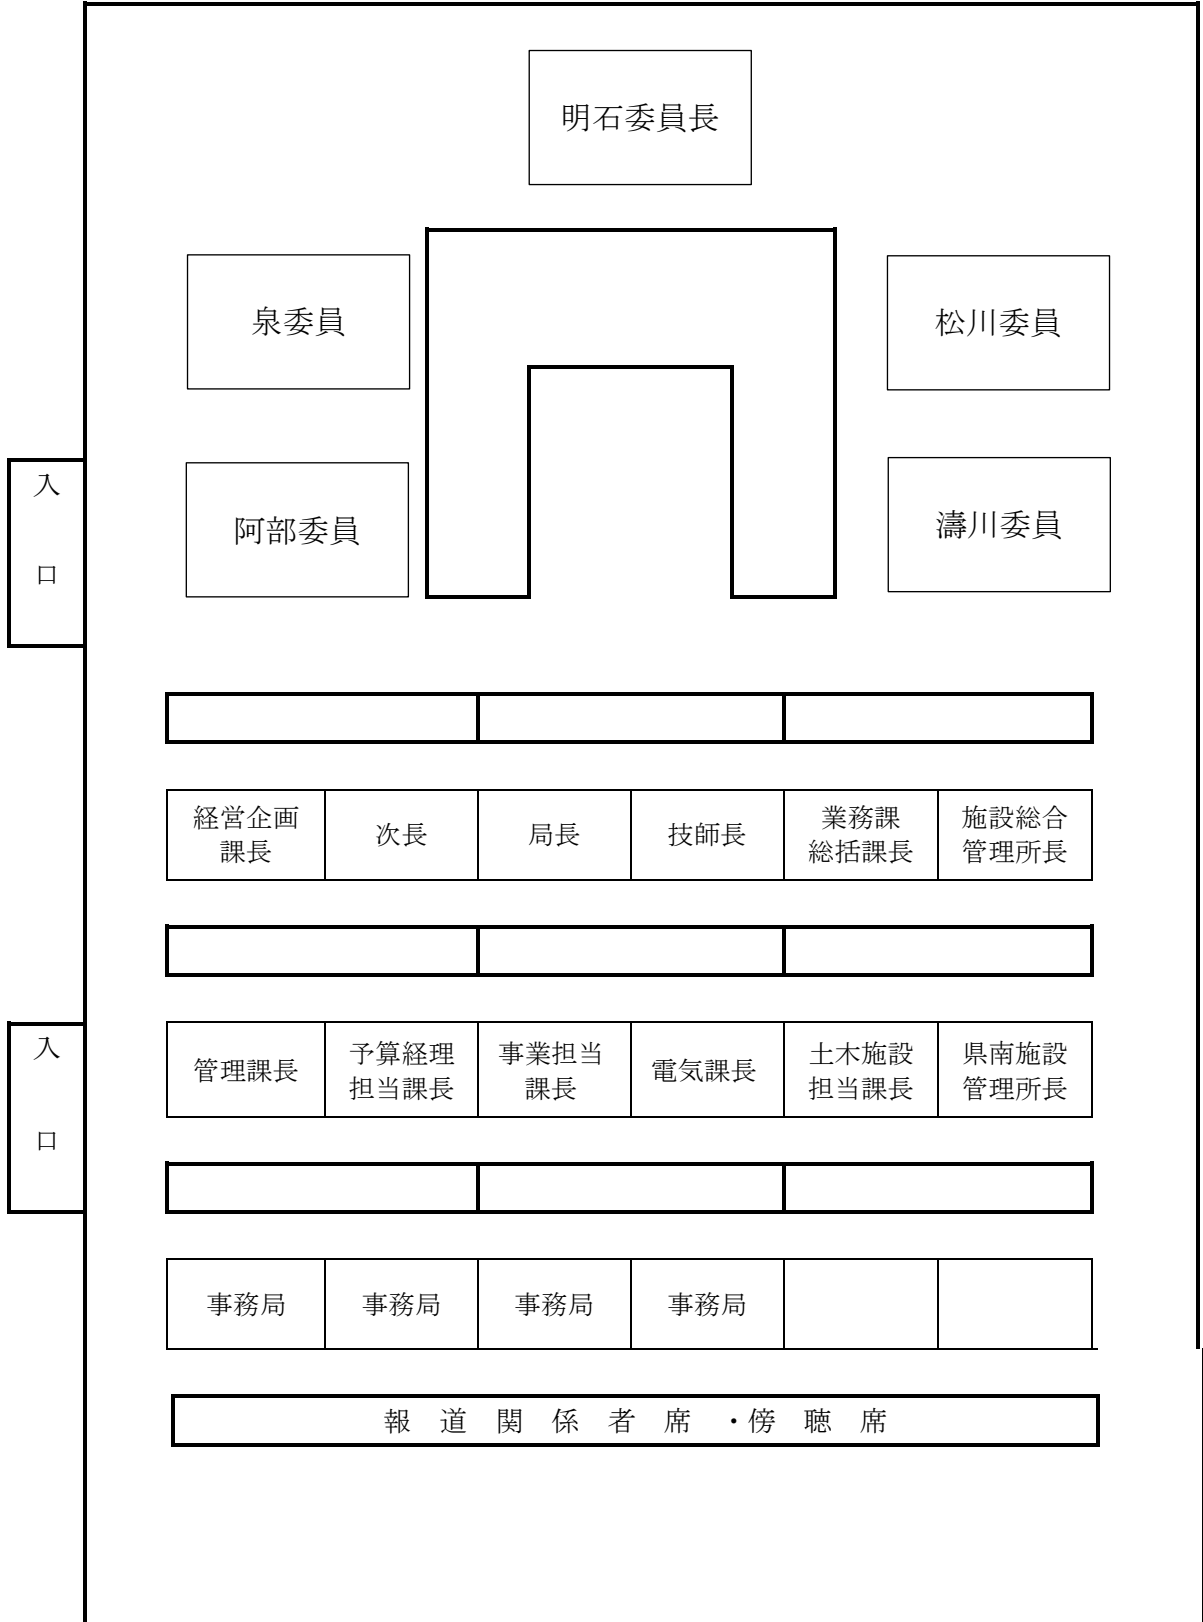 明石委員長
泉委員
松川委員
阿部委員
濤川委員
入
口
経営企画
課長
次長
局長
技師長
業務課
総括課長
施設総合
管理所長
入
口
管理課長
予算経理
担当課長
事業担当
課長
電気課長
土木施設
担当課長
県南施設
管理所長
事務局
事務局
事務局
事務局
報道関係者席・傍聴席